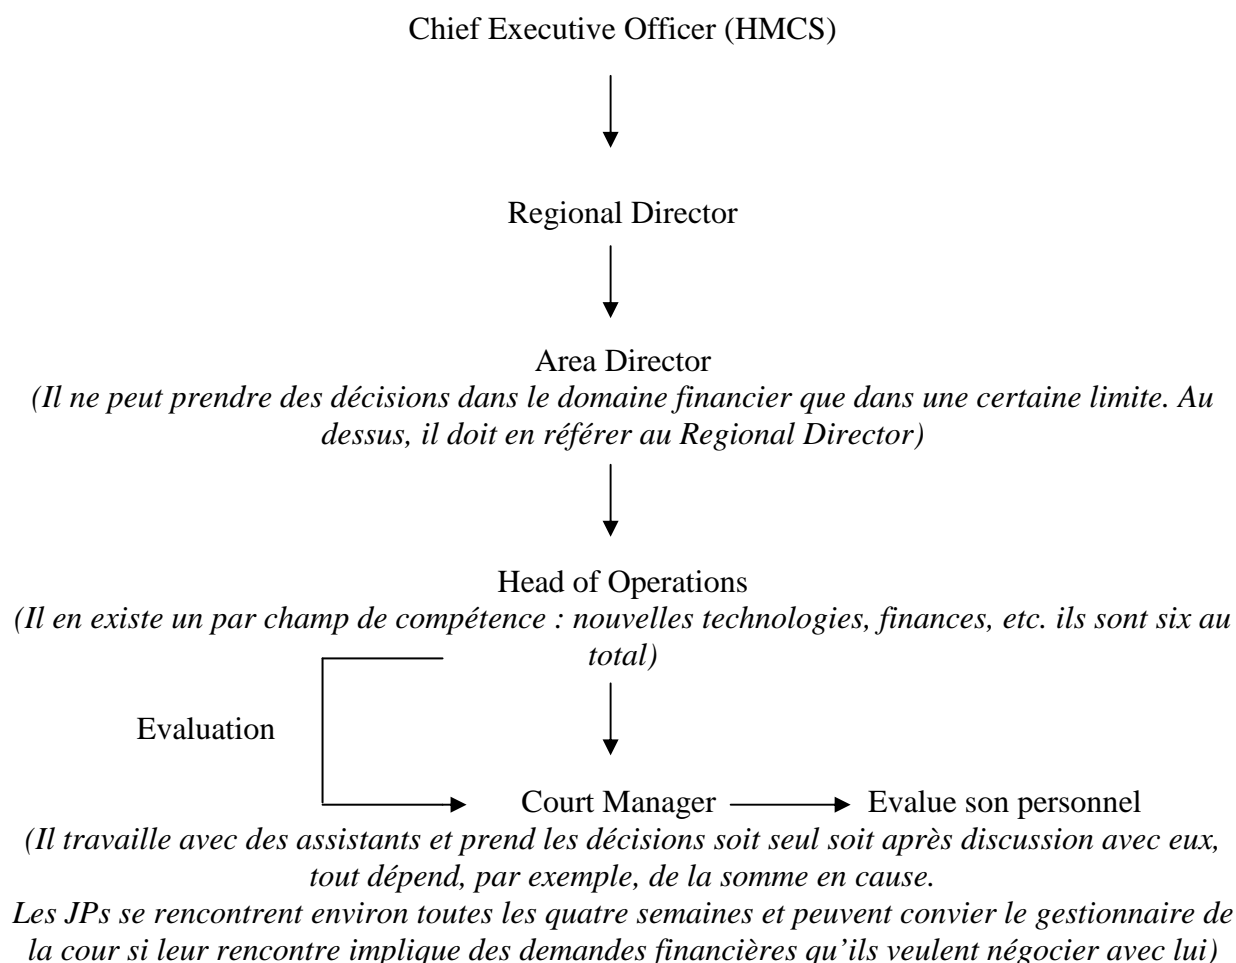 Chief Executive Officer (HMCS)
Regional Director
Area Director
(Il ne peut prendre des décisions dans le domaine financier que dans une certaine limite. Au
dessus, il doit en référer au Regional Director)
Head of Operations
(Il en existe un par champ de compétence : nouvelles technologies, finances, etc. ils sont six au
total)
Evaluation
Court Manager Evalue son personnel
(Il travaille avec des assistants et prend les décisions soit seul soit après discussion avec eux,
tout dépend, par exemple, de la somme en cause.
Les JPs se rencontrent environ toutes les quatre semaines et peuvent convier le gestionnaire de
la cour si leur rencontre implique des demandes financières qu'ils veulent négocier avec lui)